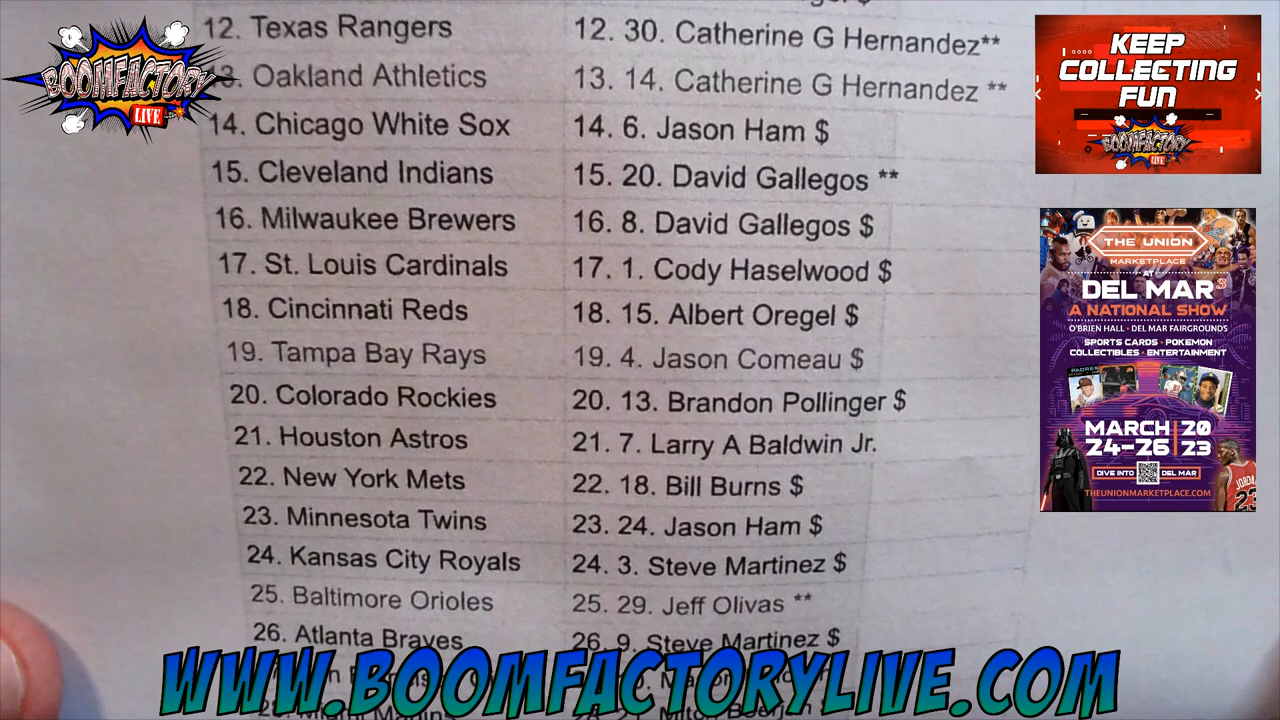 12. Texas Rangers 12. 30. Catherine G Hernandez**
Oakland Athletics 13. 14. Catherine G Hernandez **
14. Chicago White Sox 14. 6. Jason Ham $
15. Cleveland Indians 15. 20. David Gallegos **
16. Milwaukee Brewers 16. 8. David Gallegos $
17. St. Louis Cardinals 17. 1. Cody Haselwood $
18. Cincinnati Reds 18. 15. Albert Oregel $
19. Tampa Bay Rays 19. 4. Jason Comeau $
20. Colorado Rockies 20. 13. Brandon Pollinger $
21. Houston Astros 21. 7. Larry A Baldwin Jr.
22. New York Mets 22. 18. Bill Burns $
23. Minnesota Twins 23. 24. Jason Ham $
24. Kansas City Royals 24. 3. Steve Martinez $
25. Baltimore Orioles 25. 29. Jeff Olivas **
26. Atlanta Braves 26. 9. Steve Martinez $
Miami Marlins
BOOMFACTORY
LIVE
KEEP
COLLECTING
FUN
BOOMFACTORY
LIVE
THE UNION
MARKETPLACE
AT
DEL MAR 3
A NATIONAL SHOW
O'BRIEN HALL · DEL MAR FAIRGROUNDS
SPORTS CARDS · POKEMON
COLLECTIBLES · ENTERTAINMENT
PADRES
MARCH 20
24-26 23
DIVE INTO DEL MAR
JORDAN
23
THEUNIONMARKETPLACE.COM
WWW.BOOMFACTORYLIVE.COM